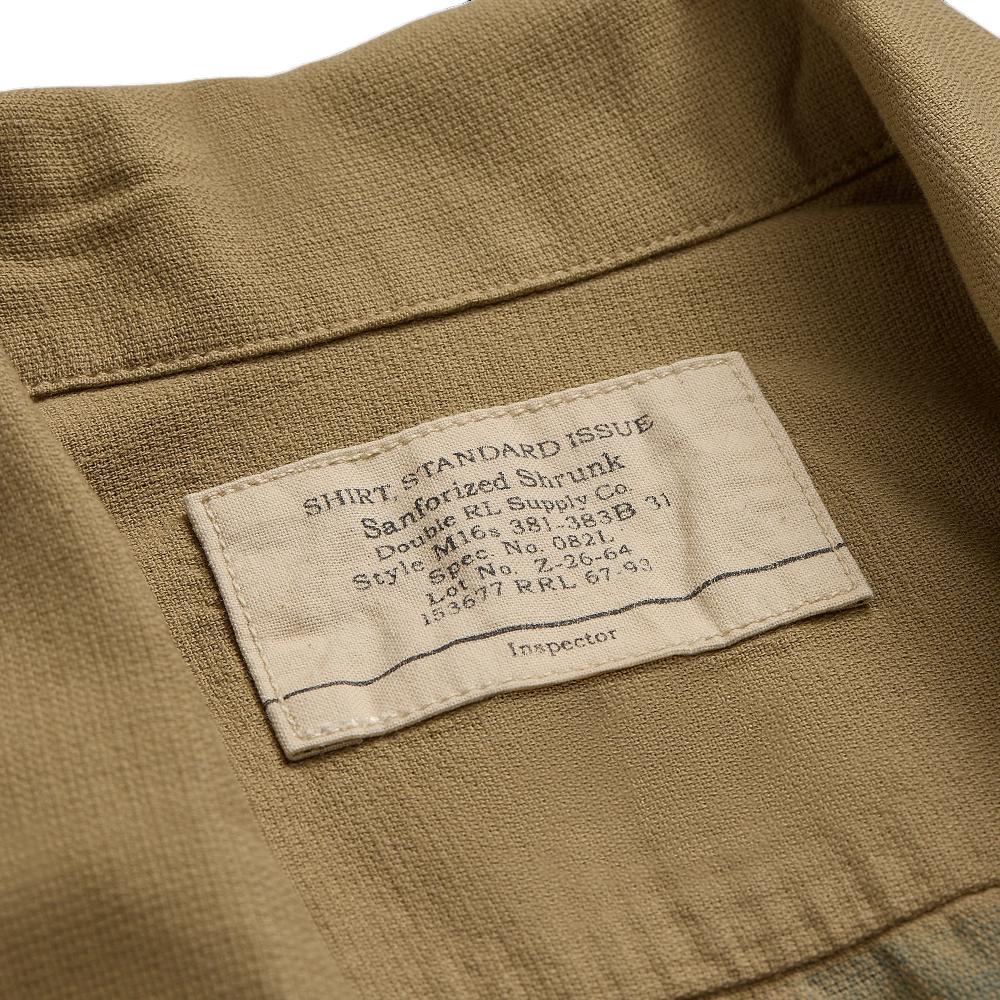 SHIRT, STANDARD ISSUE
Sanforized Shrunk
Double RL Supply Co.
Style M16s 381-383B 31
Spec. No. 082L
Lot No. Z-26-64
153677 RRL 67-93
Inspector